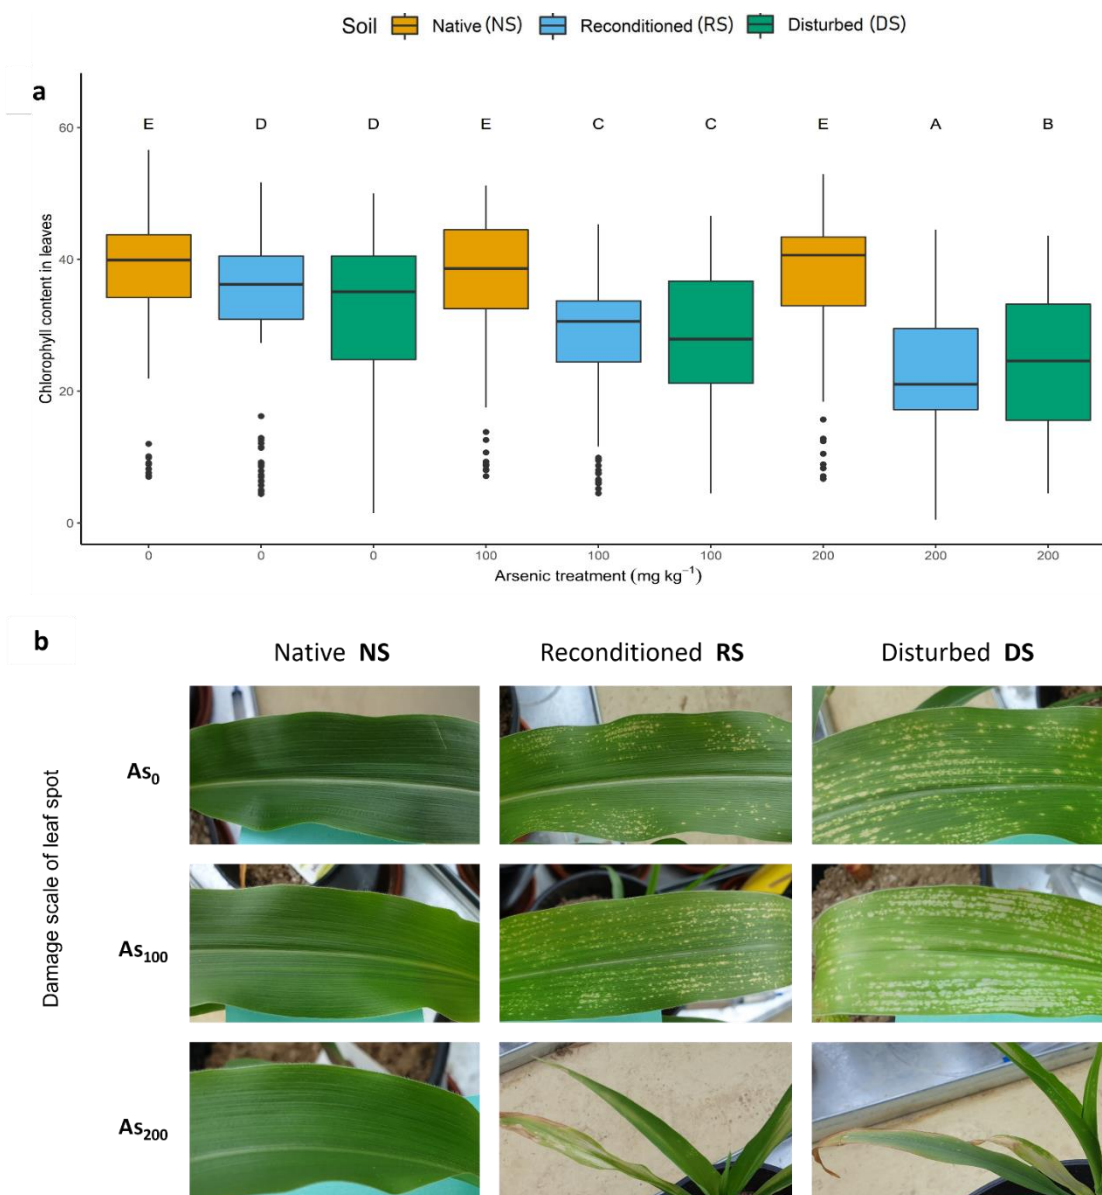 Soil Native (NS) Reconditioned (RS) Disturbed (DS)
a
E D D E C C E A B
60
40
20
0
Chlorophyll content in leaves
0 0 0 100 100 100 200 200 200
Arsenic treatment (mg kg⁻¹)
b
Native NS Reconditioned RS Disturbed DS
Damage scale of leaf spot
As₀
As₁₀₀
As₂₀₀